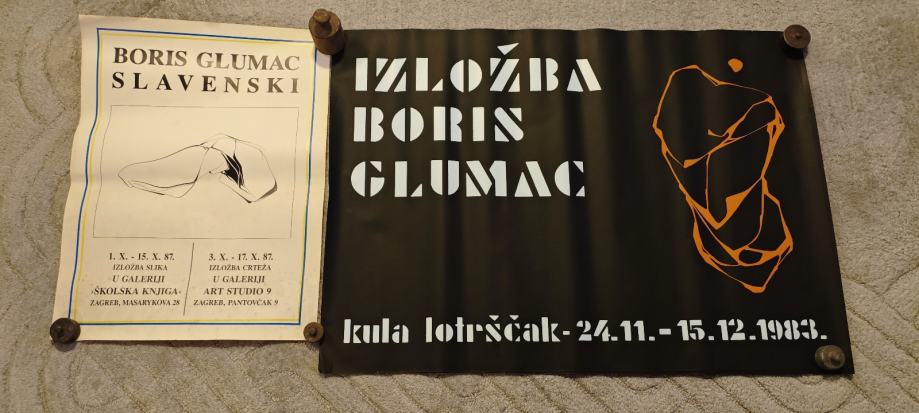 BORIS GLUMAC
SLAVENSKI
1. X. - 15. X. 87.
IZLOŽBA SLIKA
U GALERIJI
»ŠKOLSKA KNJIGA«
ZAGREB, MASARYKOVA 28
3. X. - 17. X. 87.
IZLOŽBA CRTEŽA
U GALERIJI
ART STUDIO 9
ZAGREB, PANTOVČAK 9
IZLOŽBA
BORIS
GLUMAC
kula lotrščak - 24.11. - 15.12.1983.